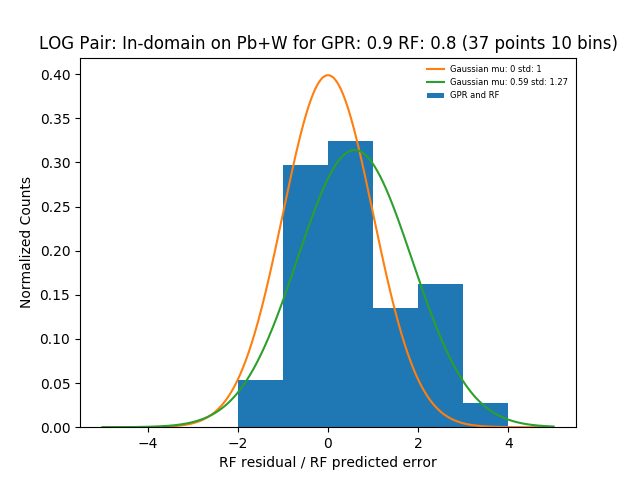 LOG Pair: In-domain on Pb+W for GPR: 0.9 RF: 0.8 (37 points 10 bins)
Gaussian mu: 0 std: 1
Gaussian mu: 0.59 std: 1.27
GPR and RF
Normalized Counts
0.40
0.35
0.30
0.25
0.20
0.15
0.10
0.05
0.00
−4 −2 0 2 4
RF residual / RF predicted error